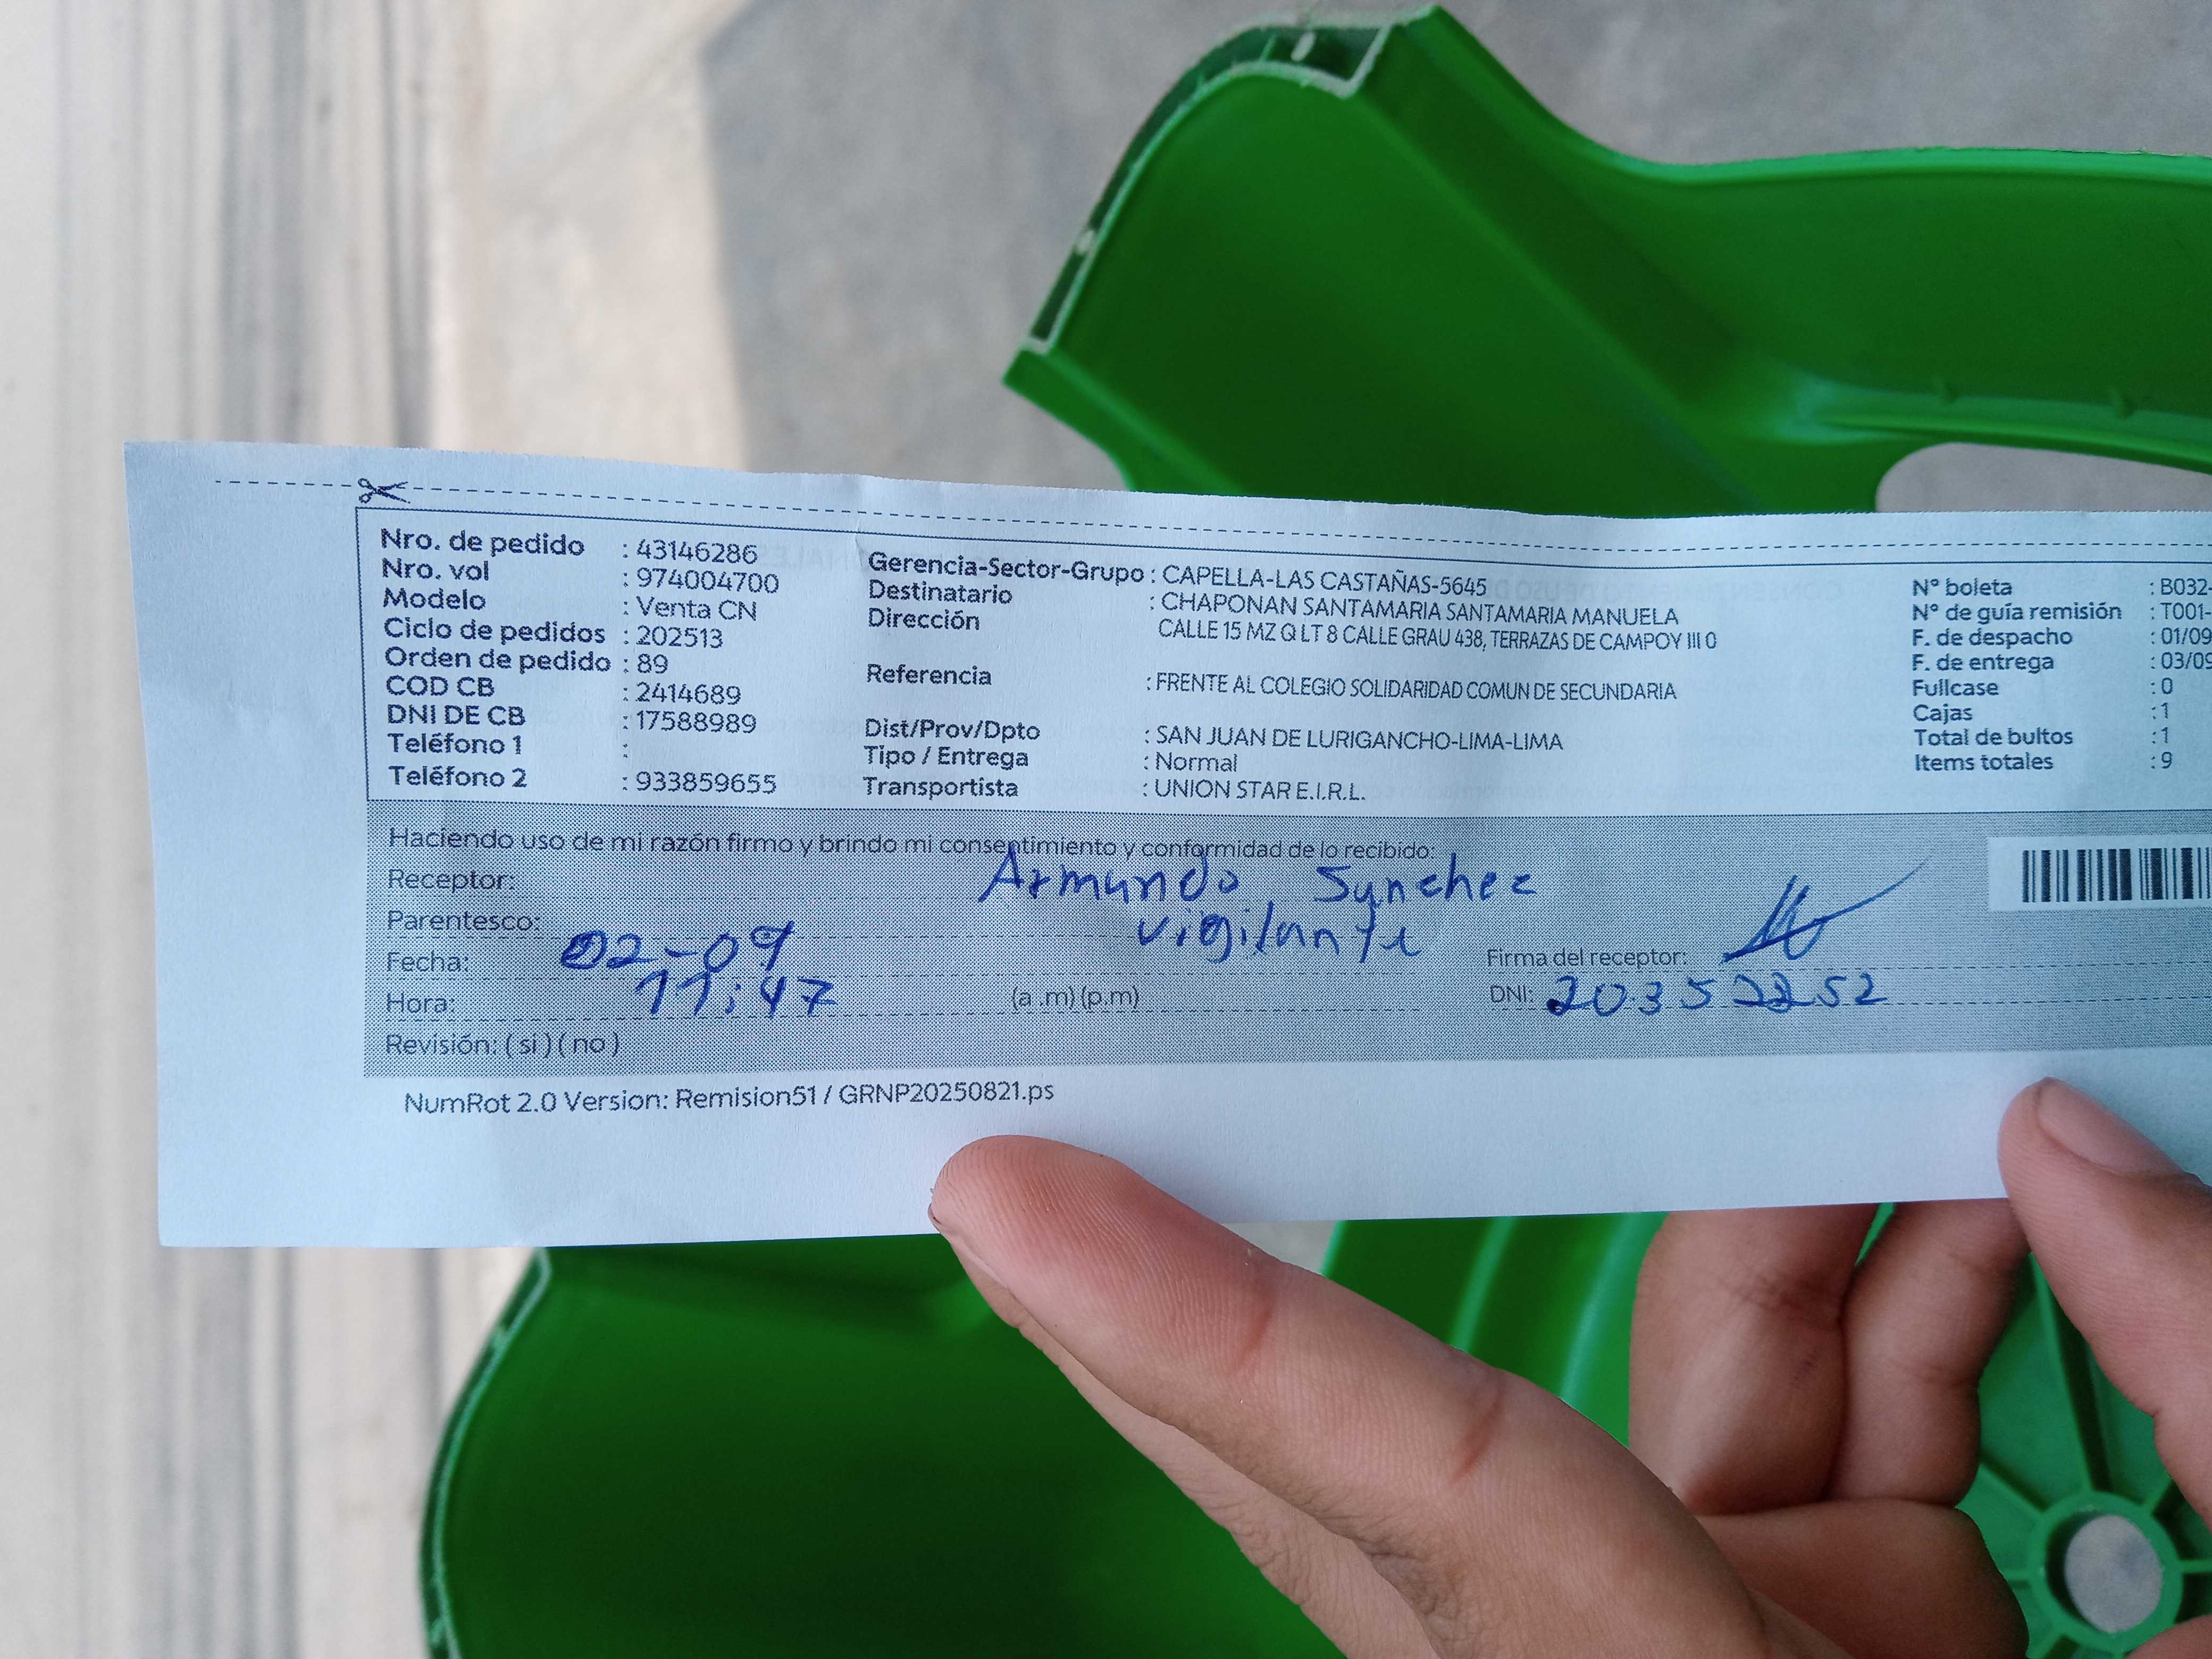 Nro. de pedido : 43146286
Nro. vol : 974004700
Modelo : Venta CN
Ciclo de pedidos : 202513
Orden de pedido : 89
COD CB : 2414689
DNI DE CB : 17588989
Teléfono 1 :
Teléfono 2 : 933859655
Gerencia-Sector-Grupo : CAPELLA-LAS CASTAÑAS-5645
Destinatario : CHAPONAN SANTAMARIA SANTAMARIA MANUELA
Dirección CALLE 15 MZ Q LT 8 CALLE GRAU 438, TERRAZAS DE CAMPOY III 0
Referencia : FRENTE AL COLEGIO SOLIDARIDAD COMUN DE SECUNDARIA
Dist/Prov/Dpto : SAN JUAN DE LURIGANCHO-LIMA-LIMA
Tipo / Entrega : Normal
Transportista : UNION STAR E.I.R.L.
N° boleta : B032-
N° de guía remisión : T001-
F. de despacho : 01/09
F. de entrega : 03/09
Fullcase : 0
Cajas : 1
Total de bultos : 1
Items totales : 9
Haciendo uso de mi razón firmo y brindo mi consentimiento y conformidad de lo recibido:
Receptor: Armando Sanchez
Parentesco: vigilante
Fecha: 02-09
Firma del receptor:
Hora: 11:47 (a .m) (p.m)
DNI:
Revisión: ( si ) ( no )
NumRot 2.0 Version: Remision51 / GRNP20250821.ps